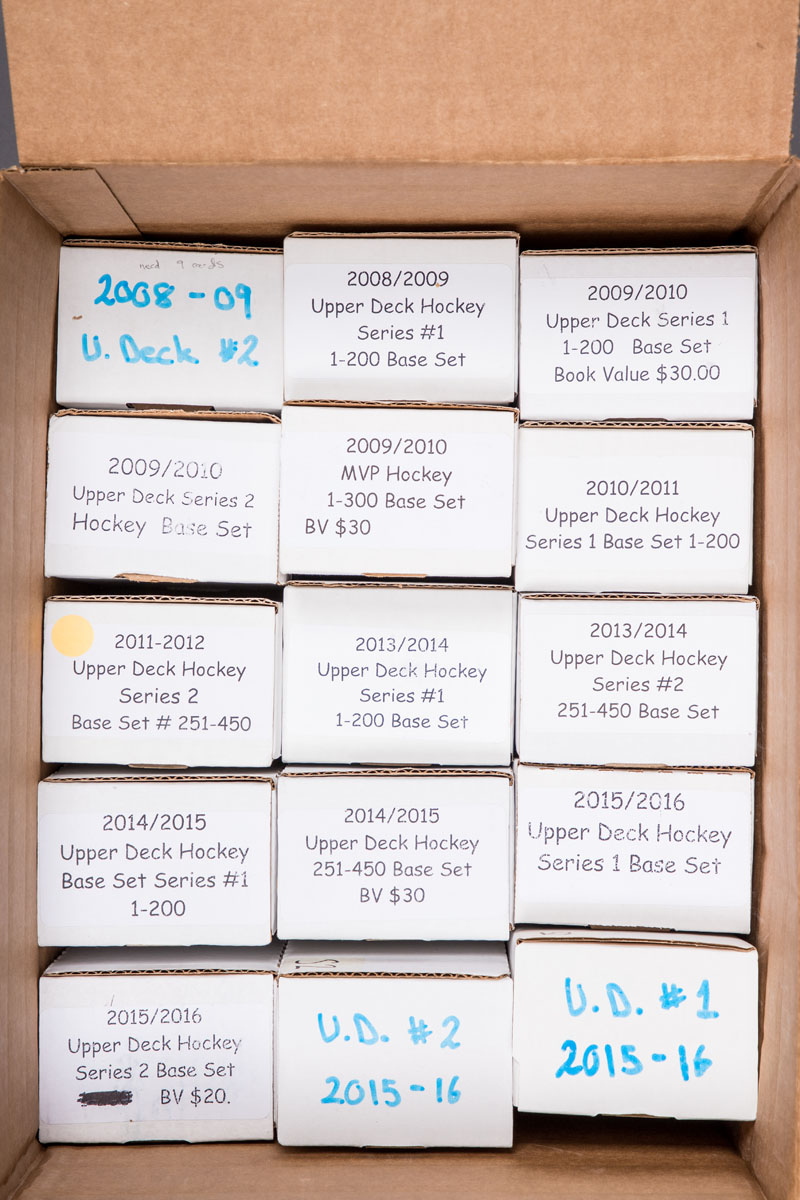 need 9 cards
2008-09
U. Deck #2
2008/2009
Upper Deck Hockey
Series #1
1-200 Base Set
2009/2010
Upper Deck Series 1
1-200 Base Set
Book Value $30.00
2009/2010
Upper Deck Series 2
Hockey Base Set
2009/2010
MVP Hockey
1-300 Base Set
BV $30
2010/2011
Upper Deck Hockey
Series 1 Base Set 1-200
2011-2012
Upper Deck Hockey
Series 2
Base Set # 251-450
2013/2014
Upper Deck Hockey
Series #1
1-200 Base Set
2013/2014
Upper Deck Hockey
Series #2
251-450 Base Set
2014/2015
Upper Deck Hockey
Base Set Series #1
1-200
2014/2015
Upper Deck Hockey
251-450 Base Set
BV $30
2015/2016
Upper Deck Hockey
Series 1 Base Set
2015/2016
Upper Deck Hockey
Series 2 Base Set
BV $20.
U.D. #2
2015-16
U.D. #1
2015-16